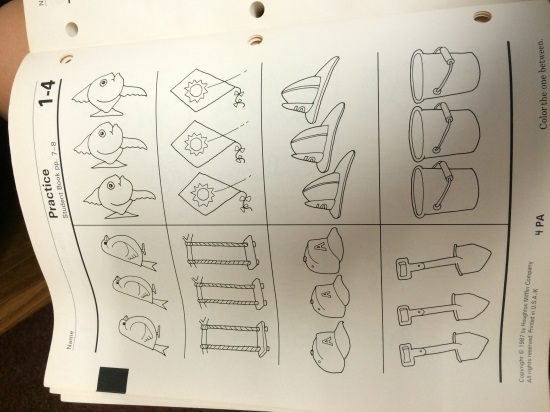 Name
Practice
Student Book pp. 7–8
1-4
A
A
A
Copyright © 1987 by Houghton Mifflin Company
All rights reserved. Printed in U.S.A.
4 PA
Color the one between.